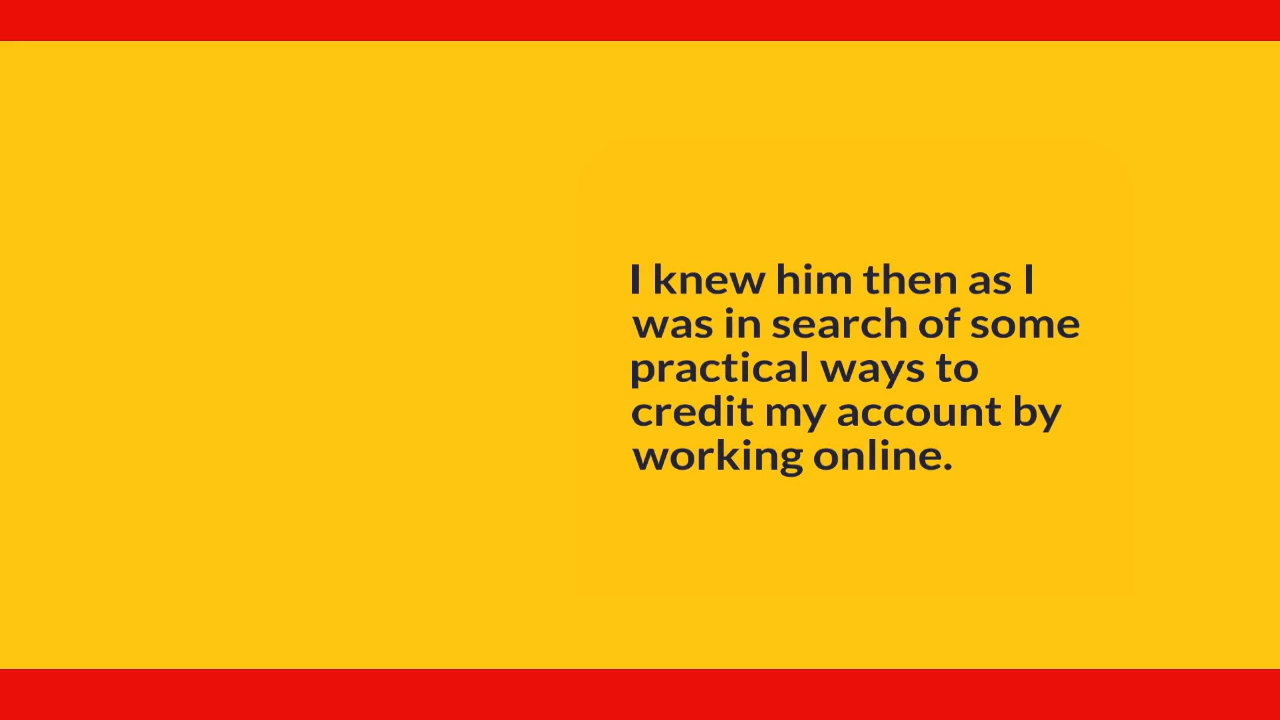 I knew him then as I
was in search of some
practical ways to
credit my account by
working online.